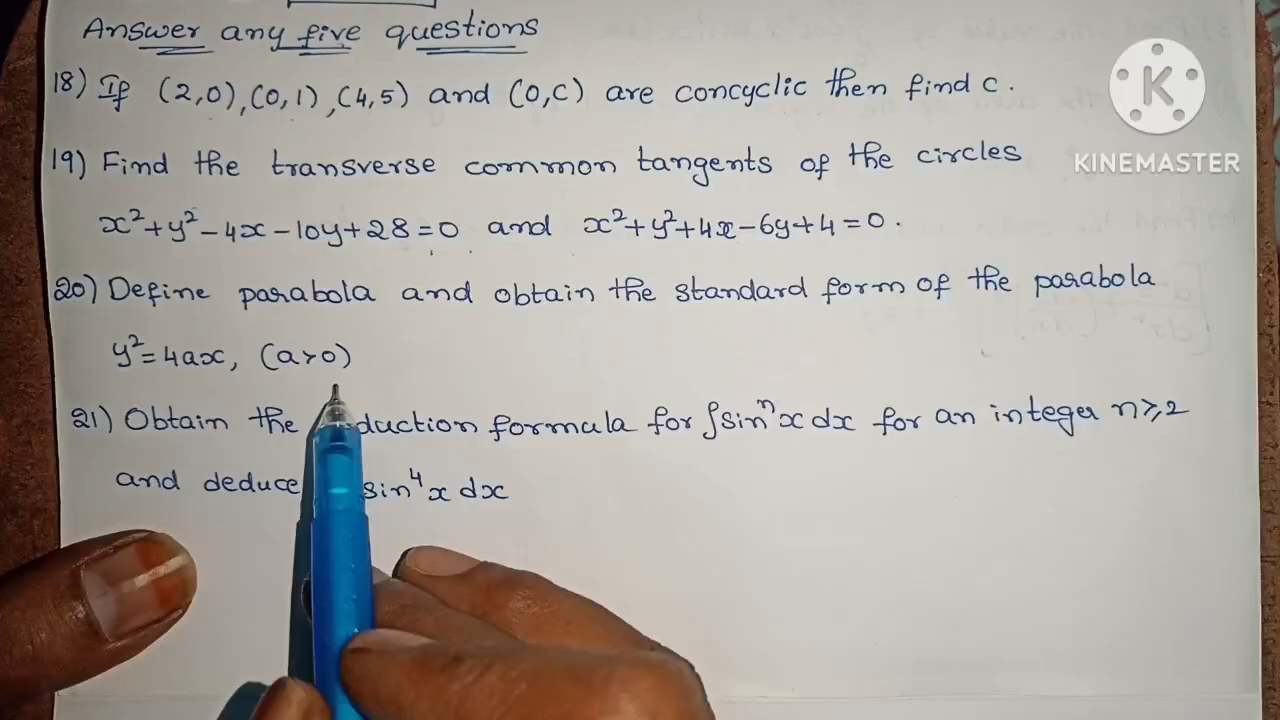 Answer any five questions
18) If (2,0),(0,1),(4,5) and (0,c) are concyclic then find c.
K
KINEMASTER
19) Find the transverse common tangents of the circles
x²+y²-4x-10y+28=0 and x²+y²+4x-6y+4=0.
20) Define parabola and obtain the standard form of the parabola
y²=4ax, (a>0)
21) Obtain the duction formula for ∫sinⁿx dx for an integer n≥2
and deduce sin⁴x dx